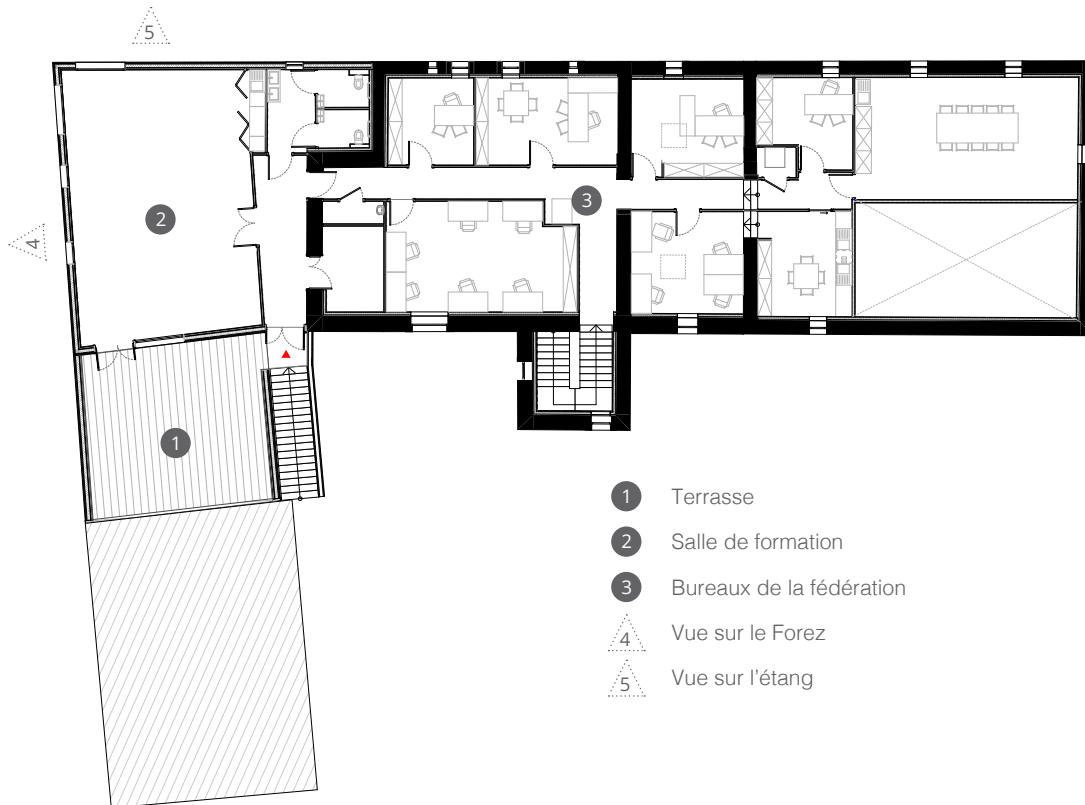 5
2
4
3
1
1 Terrasse
2 Salle de formation
3 Bureaux de la fédération
4 Vue sur le Forez
5 Vue sur l'étang